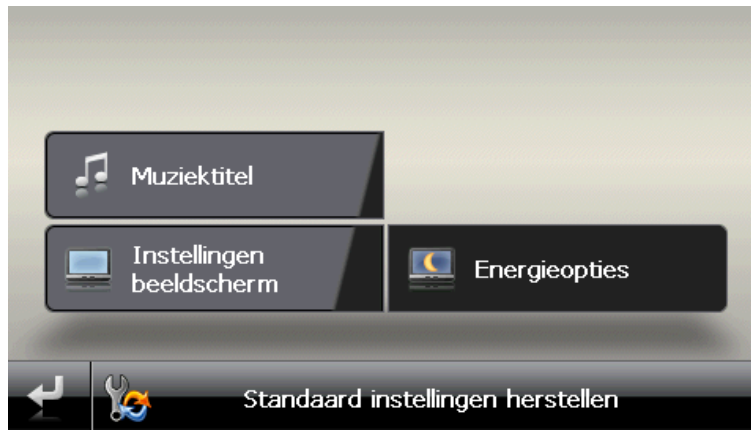 Muziektitel
Instellingen
beeldscherm
Energieopties
Standaard instellingen herstellen